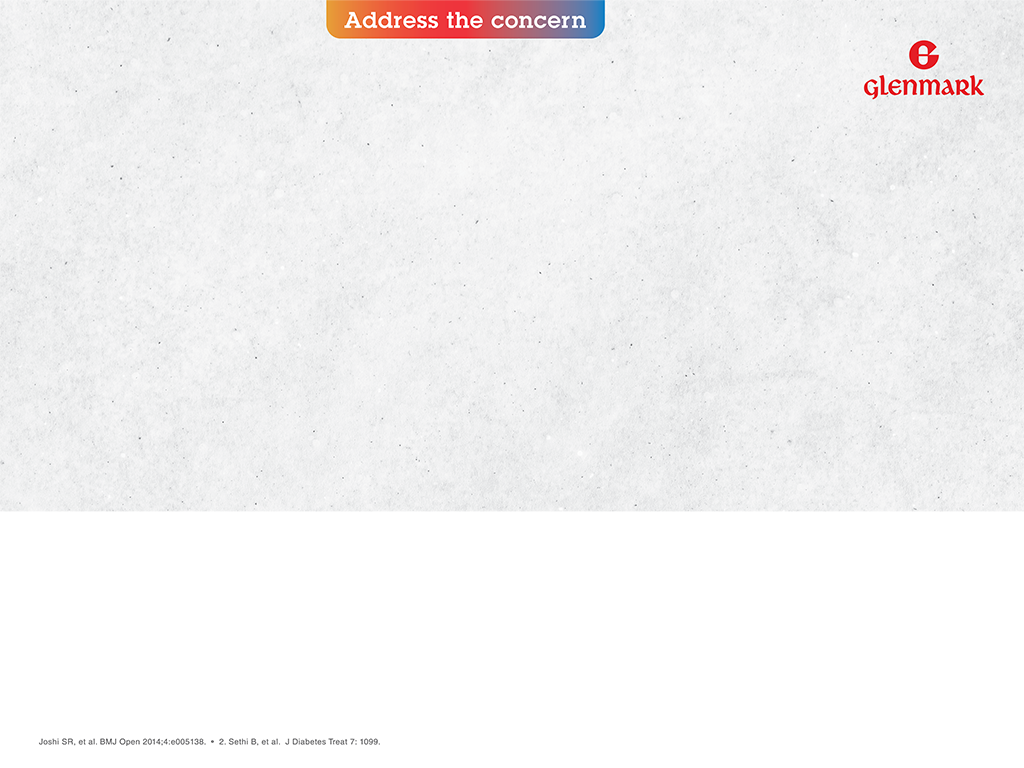 Address the concern
glenmark
Joshi SR, et al. BMJ Open 2014;4:e005138. • 2. Sethi B, et al. J Diabetes Treat 7: 1099.